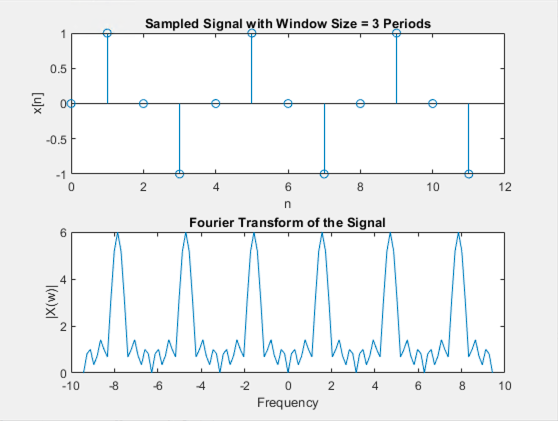 Sampled Signal with Window Size = 3 Periods
1
0.5
0
-0.5
-1
x[n]
0 2 4 6 8 10 12
n
Fourier Transform of the Signal
6
4
2
0
|X(w)|
-10 -8 -6 -4 -2 0 2 4 6 8 10
Frequency